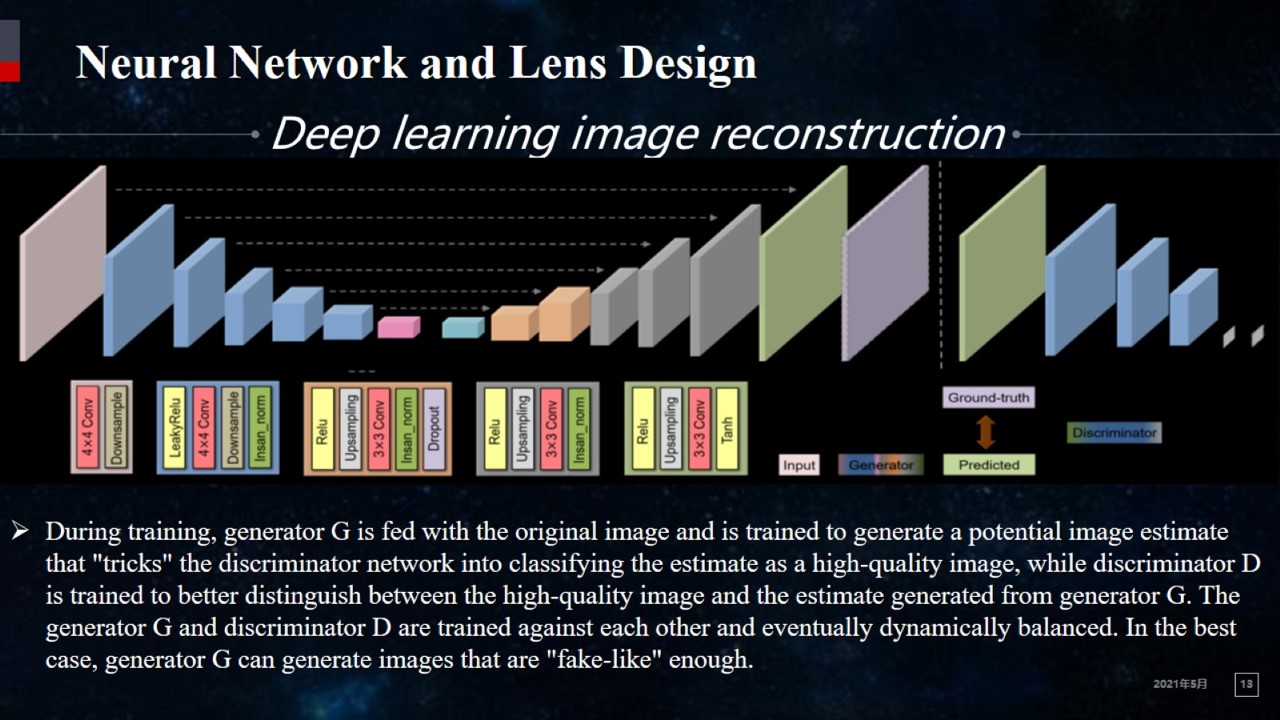 Neural Network and Lens Design
Deep learning image reconstruction
4×4 Conv
Downsample
LeakyRelu
4×4 Conv
Downsample
Insan_norm
Relu
Upsampling
3×3 Conv
Insan_norm
Dropout
Relu
Upsampling
3×3 Conv
Insan_norm
Relu
Upsampling
3×3 Conv
Tanh
Input
Generator
Ground-truth
Predicted
Discriminator
➢ During training, generator G is fed with the original image and is trained to generate a potential image estimate
that "tricks" the discriminator network into classifying the estimate as a high-quality image, while discriminator D
is trained to better distinguish between the high-quality image and the estimate generated from generator G. The
generator G and discriminator D are trained against each other and eventually dynamically balanced. In the best
case, generator G can generate images that are "fake-like" enough.
2021年5月
13